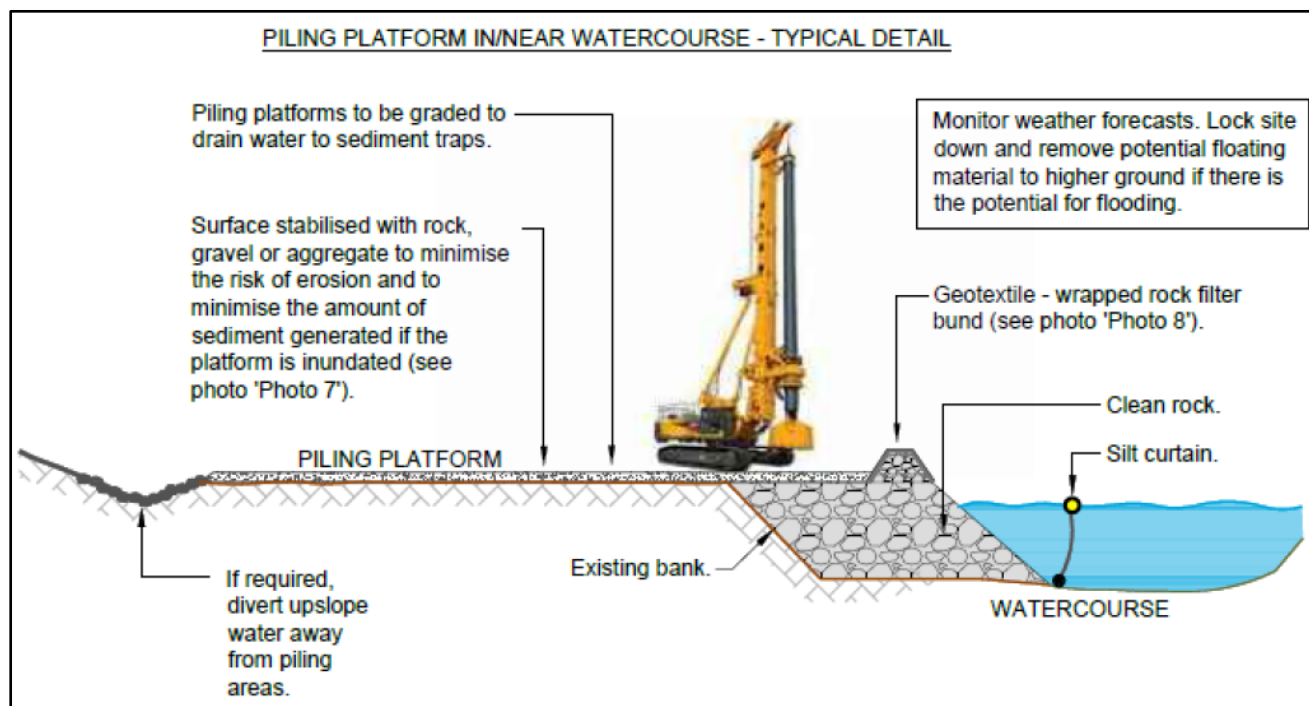 PILING PLATFORM IN/NEAR WATERCOURSE - TYPICAL DETAIL
Piling platforms to be graded to
drain water to sediment traps.
Monitor weather forecasts. Lock site
down and remove potential floating
material to higher ground if there is
the potential for flooding.
Surface stabilised with rock,
gravel or aggregate to minimise
the risk of erosion and to
minimise the amount of
sediment generated if the
platform is inundated (see
photo 'Photo 7').
Geotextile - wrapped rock filter
bund (see photo 'Photo 8').
Clean rock.
Silt curtain.
PILING PLATFORM
Existing bank.
WATERCOURSE
If required,
divert upslope
water away
from piling
areas.